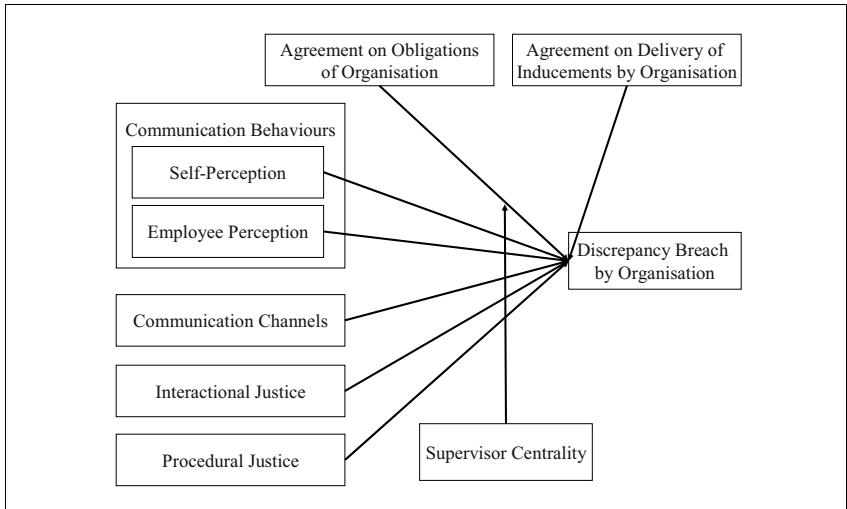 Agreement on Obligations
of Organisation
Agreement on Delivery of
Inducements by Organisation
Communication Behaviours
Self-Perception
Employee Perception
Discrepancy Breach
by Organisation
Communication Channels
Interactional Justice
Procedural Justice
Supervisor Centrality